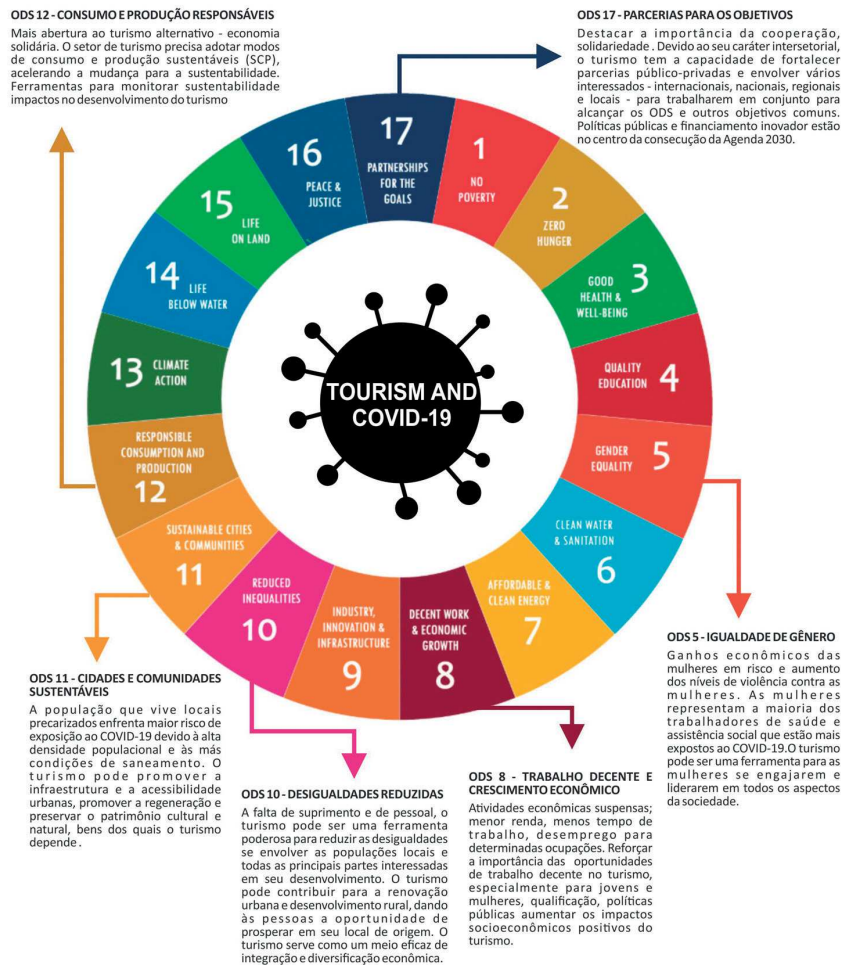 ODS 12 - CONSUMO E PRODUÇÃO RESPONSÁVEIS
Mais abertura ao turismo alternativo - economia
solidária. O setor de turismo precisa adotar modos
de consumo e produção sustentáveis (SCP),
acelerando a mudança para a sustentabilidade.
Ferramentas para monitorar sustentabilidade
impactos no desenvolvimento do turismo
ODS 17 - PARCERIAS PARA OS OBJETIVOS
Destacar a importância da cooperação,
solidariedade . Devido ao seu caráter intersetorial,
o turismo tem a capacidade de fortalecer
parcerias público-privadas e envolver vários
interessados - internacionais, nacionais, regionais
e locais - para trabalharem em conjunto para
alcançar os ODS e outros objetivos comuns.
Políticas públicas e financiamento inovador estão
no centro da consecução da Agenda 2030.
17
PARTNERSHIPS
FOR THE
GOALS
1
NO
POVERTY
2
ZERO
HUNGER
3
GOOD
HEALTH &
WELL-BEING
4
QUALITY
EDUCATION
5
GENDER
EQUALITY
6
CLEAN WATER
& SANITATION
7
AFFORDABLE &
CLEAN ENERGY
8
DECENT WORK
& ECONOMIC
GROWTH
9
INDUSTRY,
INNOVATION &
INFRASTRUCTURE
10
REDUCED
INEQUALITIES
11
SUSTAINABLE CITIES
& COMMUNITIES
12
RESPONSIBLE
CONSUMPTION AND
PRODUCTION
13
CLIMATE
ACTION
14
LIFE
BELOW WATER
15
LIFE
ON LAND
16
PEACE &
JUSTICE
TOURISM AND
COVID-19
ODS 11 - CIDADES E COMUNIDADES
SUSTENTÁVEIS
A população que vive locais
precarizados enfrenta maior risco de
exposição ao COVID-19 devido à alta
densidade populacional e às más
condições de saneamento. O
turismo pode promover a
infraestrutura e a acessibilidade
urbanas, promover a regeneração e
preservar o patrimônio cultural e
natural, bens dos quais o turismo
depende .
ODS 10 - DESIGUALDADES REDUZIDAS
A falta de suprimento e de pessoal, o
turismo pode ser uma ferramenta
poderosa para reduzir as desigualdades
se envolver as populações locais e
todas as principais partes interessadas
em seu desenvolvimento. O turismo
pode contribuir para a renovação
urbana e desenvolvimento rural, dando
às pessoas a oportunidade de
prosperar em seu local de origem. O
turismo serve como um meio eficaz de
integração e diversificação econômica.
ODS 8 - TRABALHO DECENTE E
CRESCIMENTO ECONÔMICO
Atividades econômicas suspensas;
menor renda, menos tempo de
trabalho, desemprego para
determinadas ocupações. Reforçar
a importância das oportunidades
de trabalho decente no turismo,
especialmente para jovens e
mulheres, qualificação, políticas
públicas aumentar os impactos
socioeconômicos positivos do
turismo.
ODS 5 - IGUALDADE DE GÊNERO
Ganhos econômicos das
mulheres em risco e aumento
dos níveis de violência contra as
mulheres. As mulheres
representam a maioria dos
trabalhadores de saúde e
assistência social que estão mais
expostos ao COVID-19.O turismo
pode ser uma ferramenta para as
mulheres se engajarem e
liderarem em todos os aspectos
da sociedade.